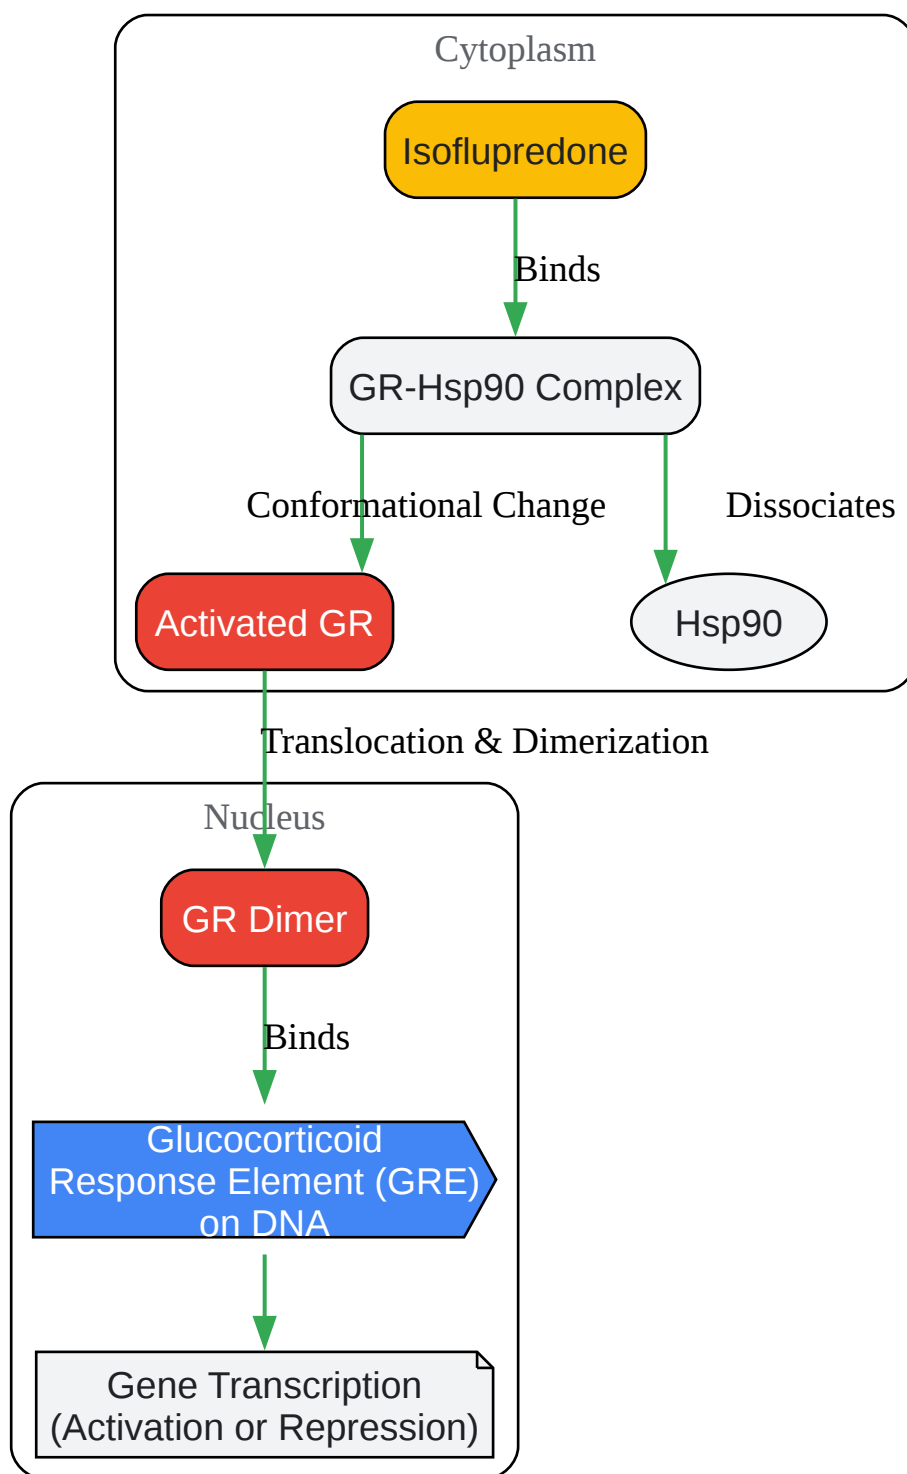 Cytoplasm
Isoflupredone
Binds
GR-Hsp90 Complex
Conformational Change
Dissociates
Activated GR
Hsp90
Translocation & Dimerization
Nucleus
GR Dimer
Binds
Glucocorticoid
Response Element (GRE)
on DNA
Gene Transcription
(Activation or Repression)